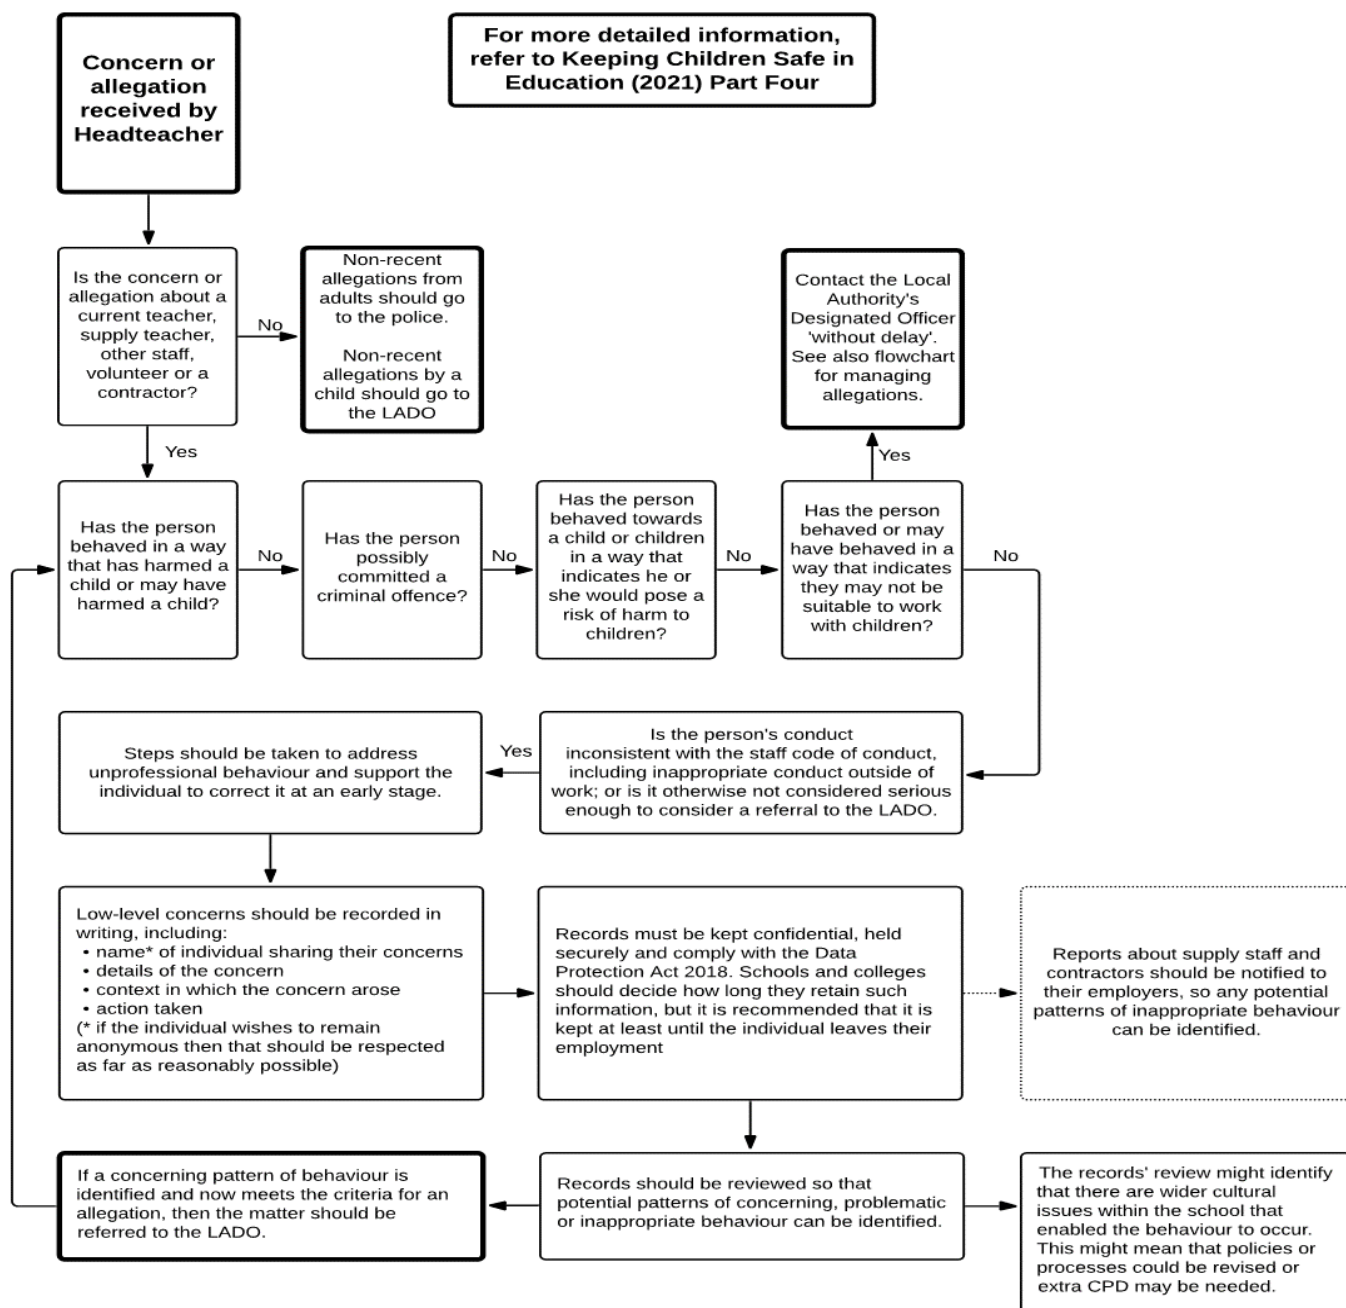 Concern or
allegation
received by
Headteacher
For more detailed information,
refer to Keeping Children Safe in
Education (2021) Part Four
Is the concern or
allegation about a
current teacher,
supply teacher,
other staff,
volunteer or a
contractor?
No
Non-recent
allegations from
adults should go
to the police.
Non-recent
allegations by a
child should go to
the LADO
Contact the Local
Authority's
Designated Officer
'without delay'.
See also flowchart
for managing
allegations.
Yes
Yes
Has the person
behaved in a way
that has harmed a
child or may have
harmed a child?
No
Has the person
possibly
committed a
criminal offence?
No
Has the person
behaved towards
a child or children
in a way that
indicates he or
she would pose a
risk of harm to
children?
No
Has the person
behaved or may
have behaved in a
way that indicates
they may not be
suitable to work
with children?
No
Steps should be taken to address
unprofessional behaviour and support the
individual to correct it at an early stage.
Yes
Is the person's conduct
inconsistent with the staff code of conduct,
including inappropriate conduct outside of
work; or is it otherwise not considered serious
enough to consider a referral to the LADO.
Low-level concerns should be recorded in
writing, including:
• name* of individual sharing their concerns
• details of the concern
• context in which the concern arose
• action taken
(* if the individual wishes to remain
anonymous then that should be respected
as far as reasonably possible)
Records must be kept confidential, held
securely and comply with the Data
Protection Act 2018. Schools and colleges
should decide how long they retain such
information, but it is recommended that it is
kept at least until the individual leaves their
employment
Reports about supply staff and
contractors should be notified to
their employers, so any potential
patterns of inappropriate behaviour
can be identified.
If a concerning pattern of behaviour is
identified and now meets the criteria for an
allegation, then the matter should be
referred to the LADO.
Records should be reviewed so that
potential patterns of concerning, problematic
or inappropriate behaviour can be identified.
The records' review might identify
that there are wider cultural
issues within the school that
enabled the behaviour to occur.
This might mean that policies or
processes could be revised or
extra CPD may be needed.